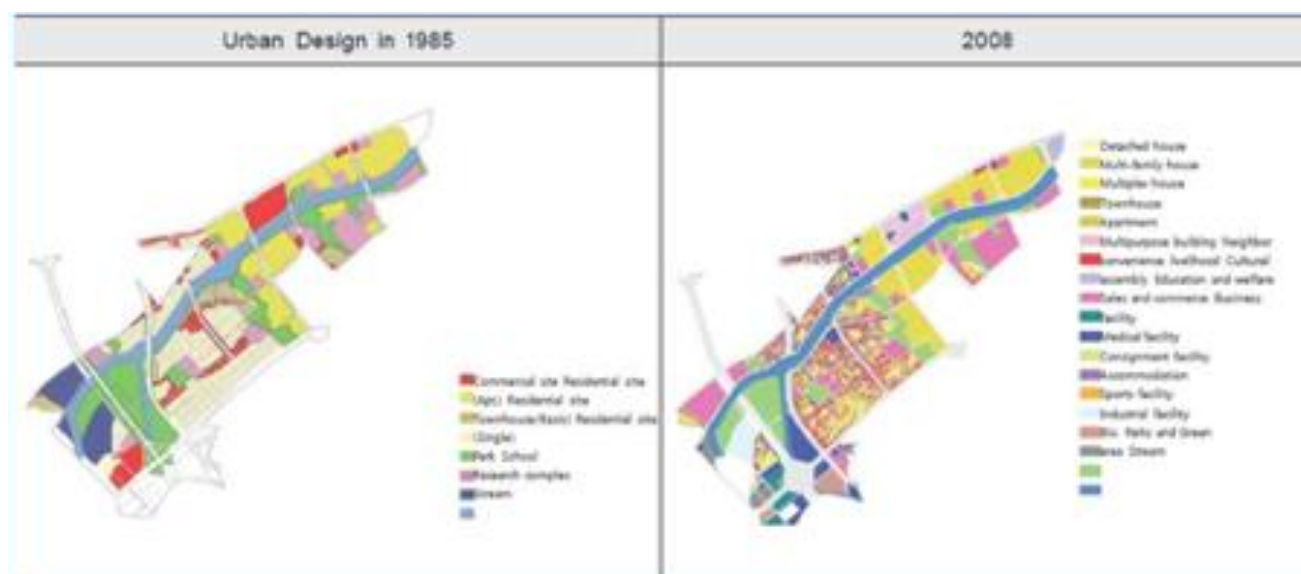 Urban Design in 1985
2008
Commercial site Residential site
(Apt) Residential site
Townhouse/Basic) Residential site
(Single)
Park School
Research complex
Stream
Detached house
Multi-family house
Multiplex house
Townhouse
Apartment
Multipurpose building Neighbor
convenience livelihood Cultural
assembly Education and welfare
Sales and commerce Business
facility
Medical facility
Consignment facility
Accommodation
Sports facility
Industrial facility
Parks and Green
area Stream